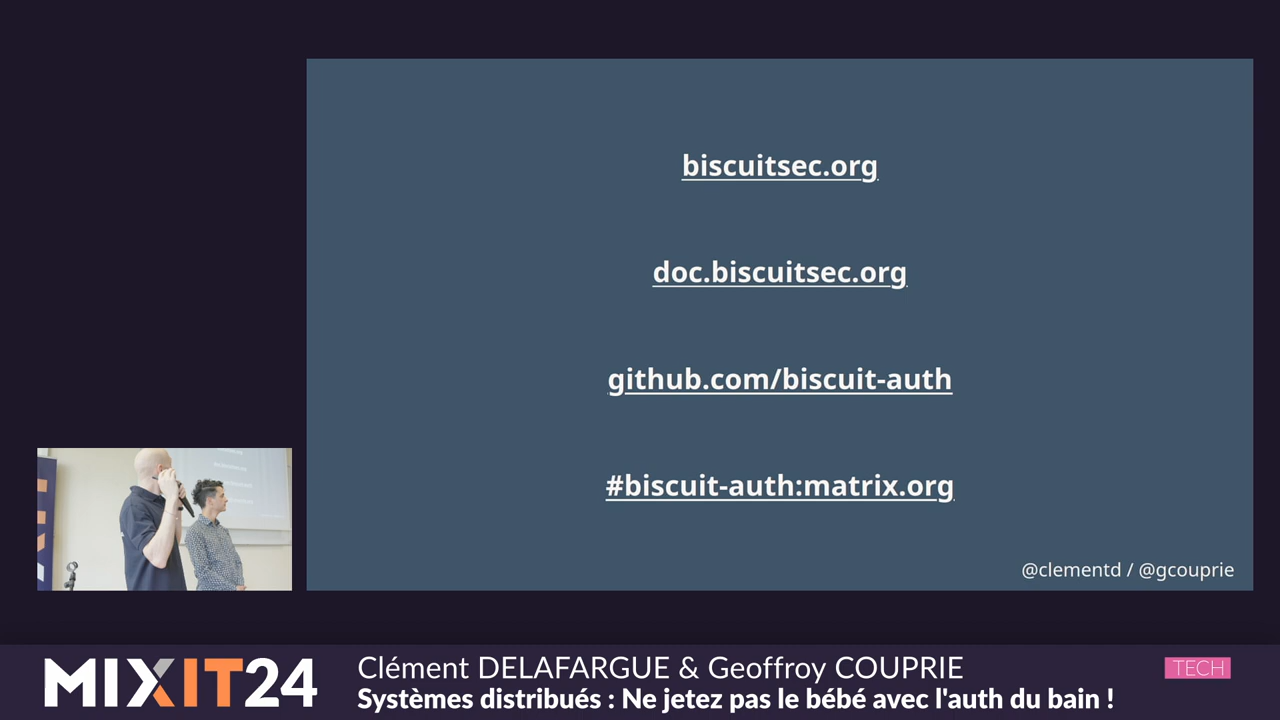 biscuitsec.org
doc.biscuitsec.org
github.com/biscuit-auth
#biscuit-auth:matrix.org
@clementd / @gcouprie
MIXIT24
Clément DELAFARGUE & Geoffroy COUPRIE
TECH
Systèmes distribués : Ne jetez pas le bébé avec l'auth du bain !